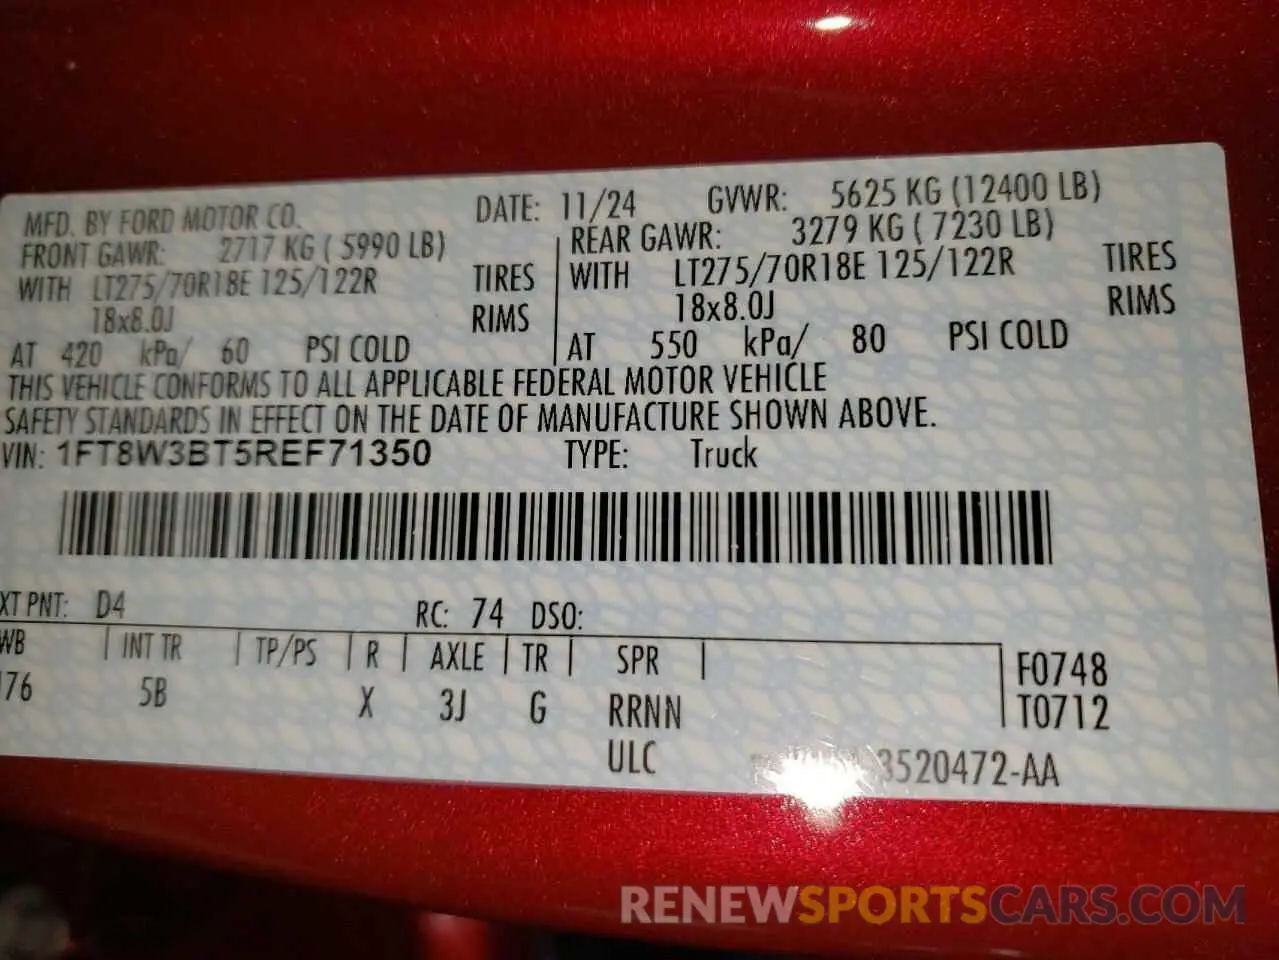 MFD. BY FORD MOTOR CO. DATE: 11/24 GVWR: 5625 KG (12400 LB)
FRONT GAWR: 2717 KG ( 5990 LB) REAR GAWR: 3279 KG ( 7230 LB)
WITH LT275/70R18E 125/122R TIRES WITH LT275/70R18E 125/122R TIRES
18x8.0J RIMS 18x8.0J RIMS
AT 420 kPa/ 60 PSI COLD AT 550 kPa/ 80 PSI COLD
THIS VEHICLE CONFORMS TO ALL APPLICABLE FEDERAL MOTOR VEHICLE
SAFETY STANDARDS IN EFFECT ON THE DATE OF MANUFACTURE SHOWN ABOVE.
VIN: 1FT8W3BT5REF71350 TYPE: Truck
XT PNT: D4 RC: 74 DSO:
WB INT TR TP/PS R AXLE TR SPR F0748
76 5B X 3J G RRNN T0712
ULC 3520472-AA
RENEWSPORTSCARS.COM